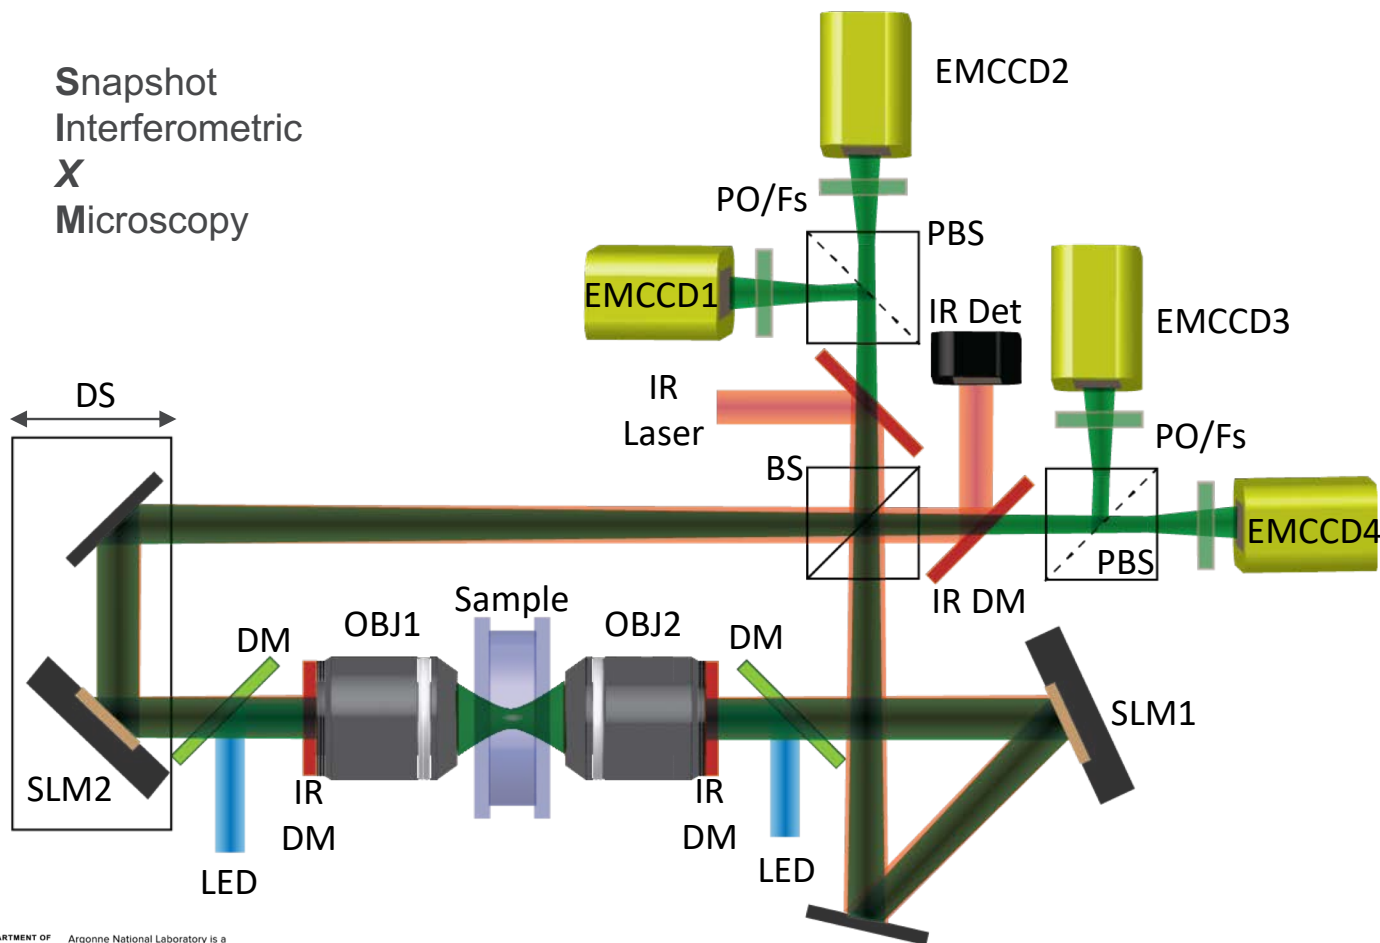 Snapshot
Interferometric
X
Microscopy
EMCCD2
PO/Fs
PBS
EMCCD1
IR Det
EMCCD3
IR
Laser
DS
PO/Fs
BS
EMCCD4
PBS
IR DM
Sample
OBJ1
OBJ2
DM
DM
SLM1
SLM2
IR
DM
IR
DM
LED
LED
ARTMENT OF
Argonne National Laboratory is a